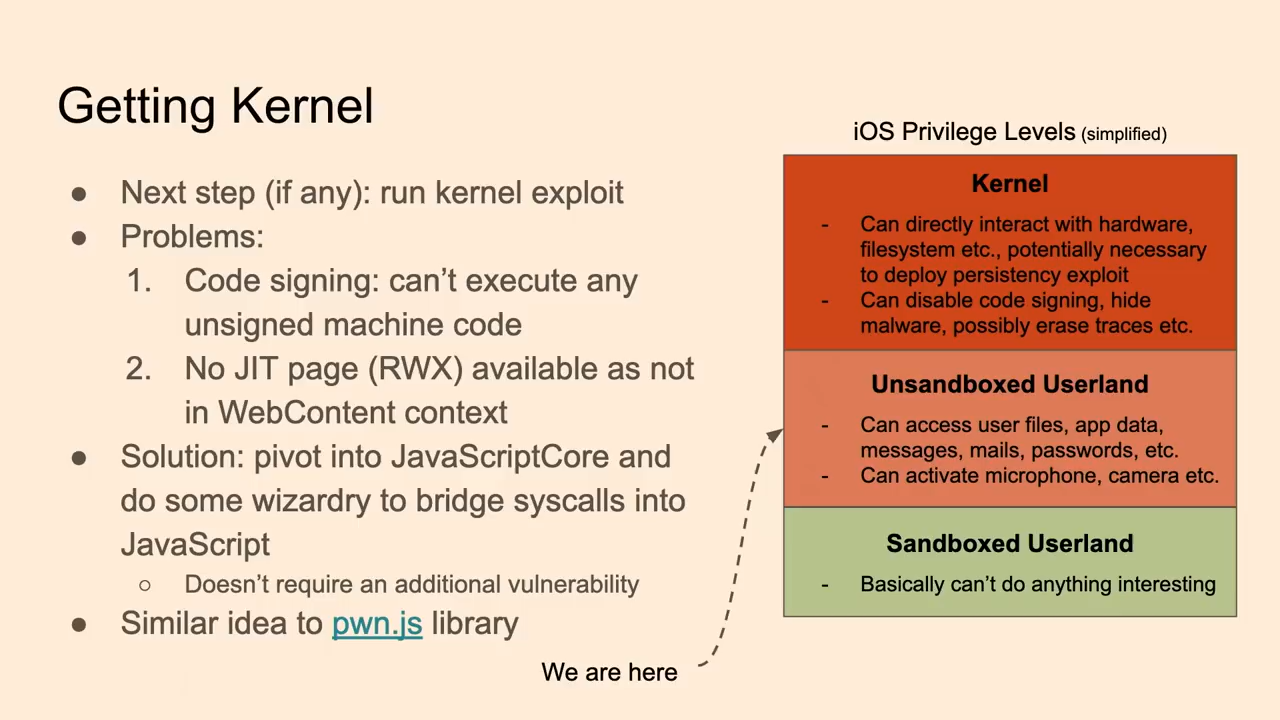 Getting Kernel
● Next step (if any): run kernel exploit
● Problems:
1. Code signing: can’t execute any
unsigned machine code
2. No JIT page (RWX) available as not
in WebContent context
● Solution: pivot into JavaScriptCore and
do some wizardry to bridge syscalls into
JavaScript
○ Doesn’t require an additional vulnerability
● Similar idea to pwn.js library
We are here
iOS Privilege Levels (simplified)
Kernel
- Can directly interact with hardware,
filesystem etc., potentially necessary
to deploy persistency exploit
- Can disable code signing, hide
malware, possibly erase traces etc.
Unsandboxed Userland
- Can access user files, app data,
messages, mails, passwords, etc.
- Can activate microphone, camera etc.
Sandboxed Userland
- Basically can’t do anything interesting